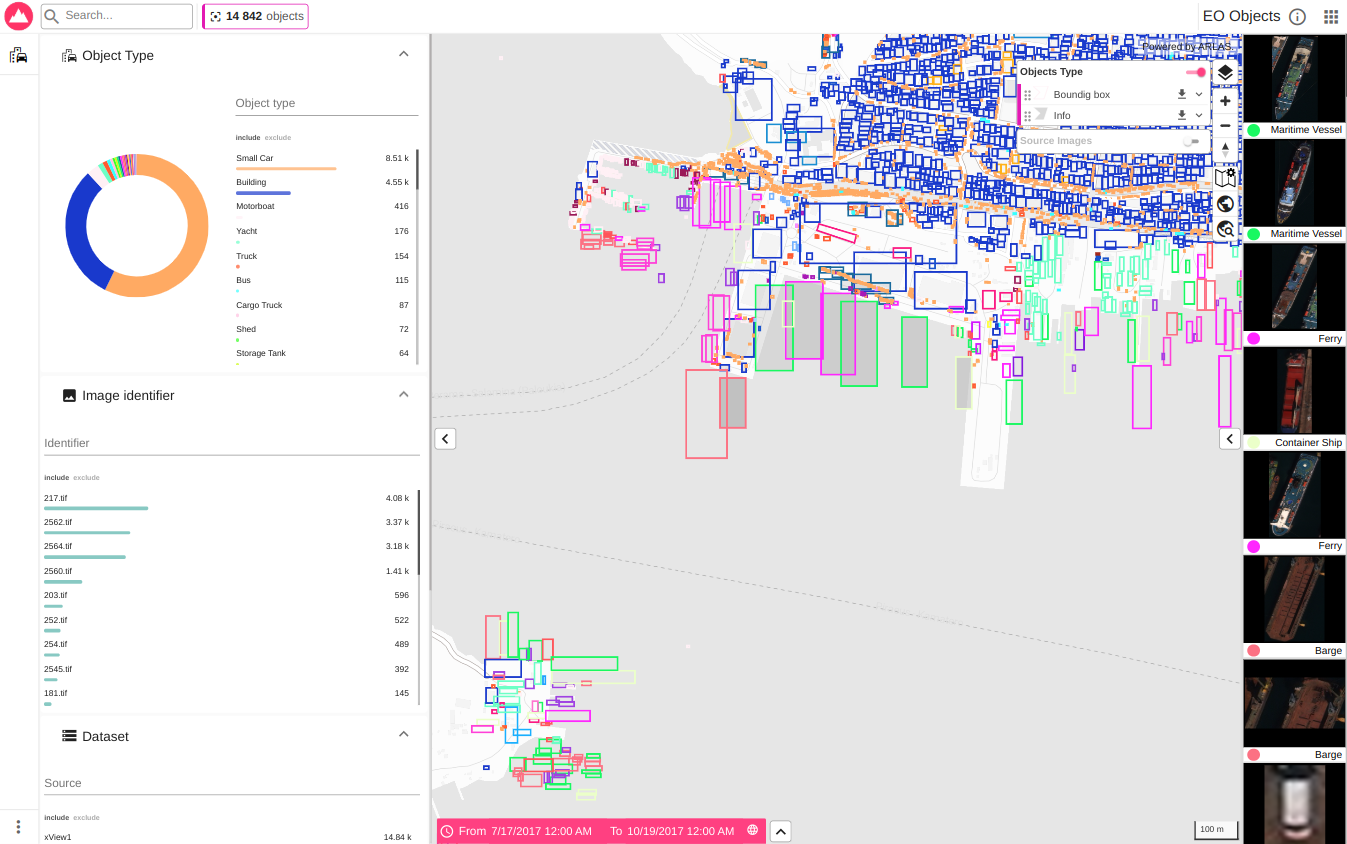 Search...
14 842 objects
EO Objects
Object Type
Object type
include exclude
Small Car 8.51 k
Building 4.55 k
Motorboat 416
Yacht 176
Truck 154
Bus 115
Cargo Truck 87
Shed 72
Storage Tank 64
Image identifier
Identifier
include exclude
217.tif 4.08 k
2562.tif 3.37 k
2564.tif 3.18 k
2560.tif 1.41 k
203.tif 596
252.tif 522
254.tif 489
2545.tif 392
181.tif 145
Dataset
Source
include exclude
xView1 14.84 k
Powered by ARLAS.
Objects Type
Boundig box
Info
Source Images
From 7/17/2017 12:00 AM To 10/19/2017 12:00 AM
100 m
Maritime Vessel
Maritime Vessel
Ferry
Container Ship
Ferry
Barge
Barge